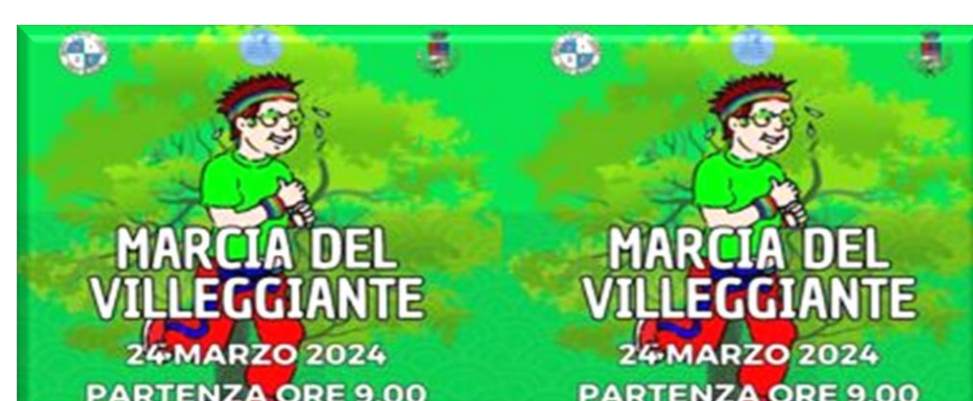 MARCIA DEL
VILLEGGIANTE
24 MARZO 2024
PARTENZA ORE 9.00
MARCIA DEL
VILLEGGIANTE
24 MARZO 2024
PARTENZA ORE 9.00